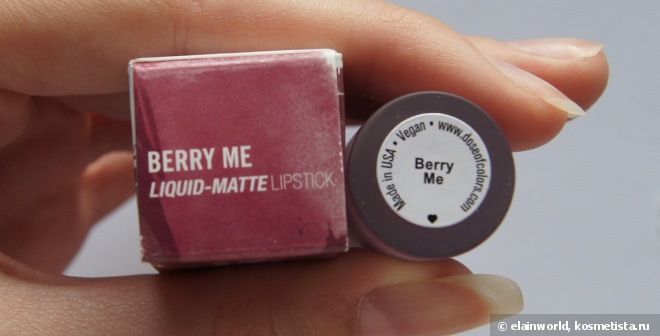 BERRY ME
LIQUID-MATTE LIPSTICK
Made in USA • Vegan • www.doseofcolors.com
Berry
Me
© elainworld, kosmetista.ru